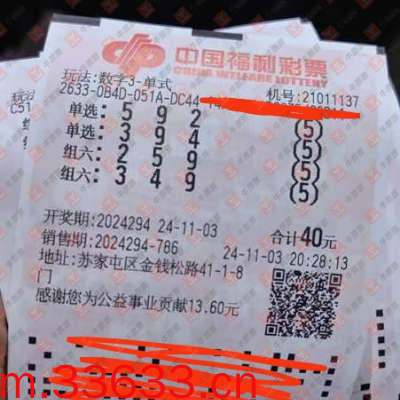 中国福利彩票
CHINA WELFARE LOTTERY
玩法:数字3-单式
机号:21011137
2633-0B4D-051A-DC44
单选: 5 9 2 (5)
单选: 3 9 4 (5)
组六: 2 5 9 (5)
组六: 3 4 9 (5)
开奖期:2024294 24-11-03 合计40元
销售期:2024294-786 24-11-03 20:28:13
地址:苏家屯区金钱松路41-1-8
门
感谢您为公益事业贡献13.60元
m.33633.cn